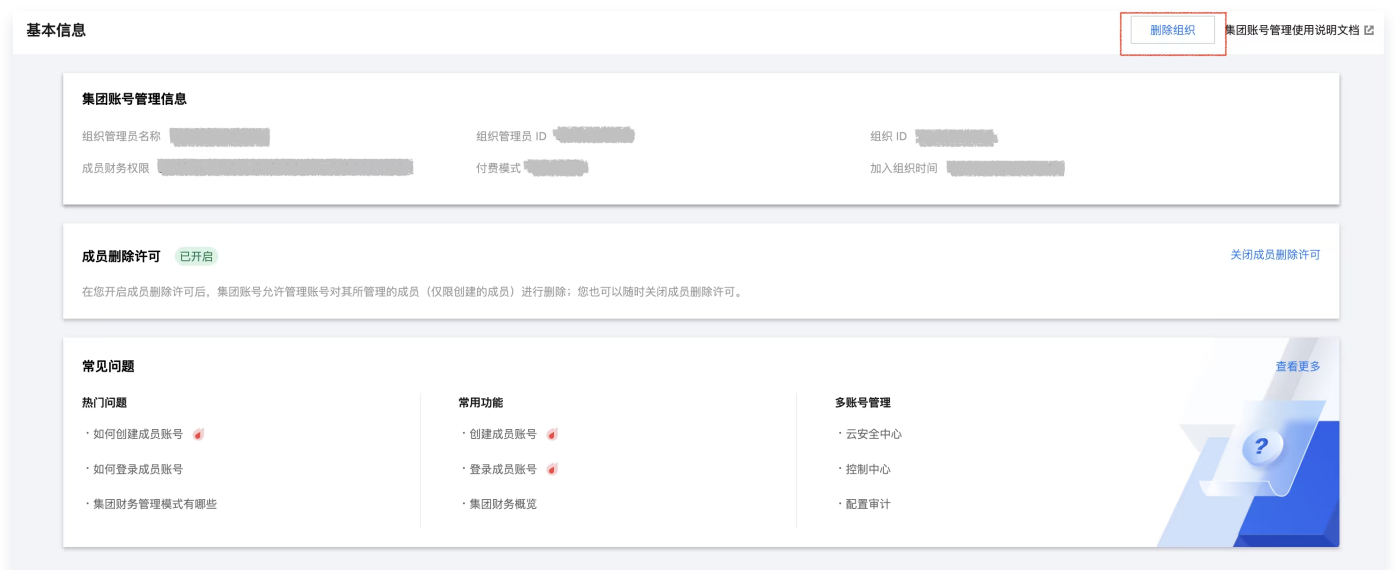 基本信息
删除组织 集团账号管理使用说明文档
集团账号管理信息
组织管理员名称 组织管理员 ID 组织 ID
成员财务权限 付费模式 加入组织时间
成员删除许可 已开启 关闭成员删除许可
在您开启成员删除许可后，集团账号允许管理账号对其所管理的成员（仅限创建的成员）进行删除；您也可以随时关闭成员删除许可。
常见问题 查看更多
热门问题 常用功能 多账号管理
·如何创建成员账号 ·创建成员账号 ·云安全中心
·如何登录成员账号 ·登录成员账号 ·控制中心
·集团财务管理模式有哪些 ·集团财务概览 ·配置审计
?